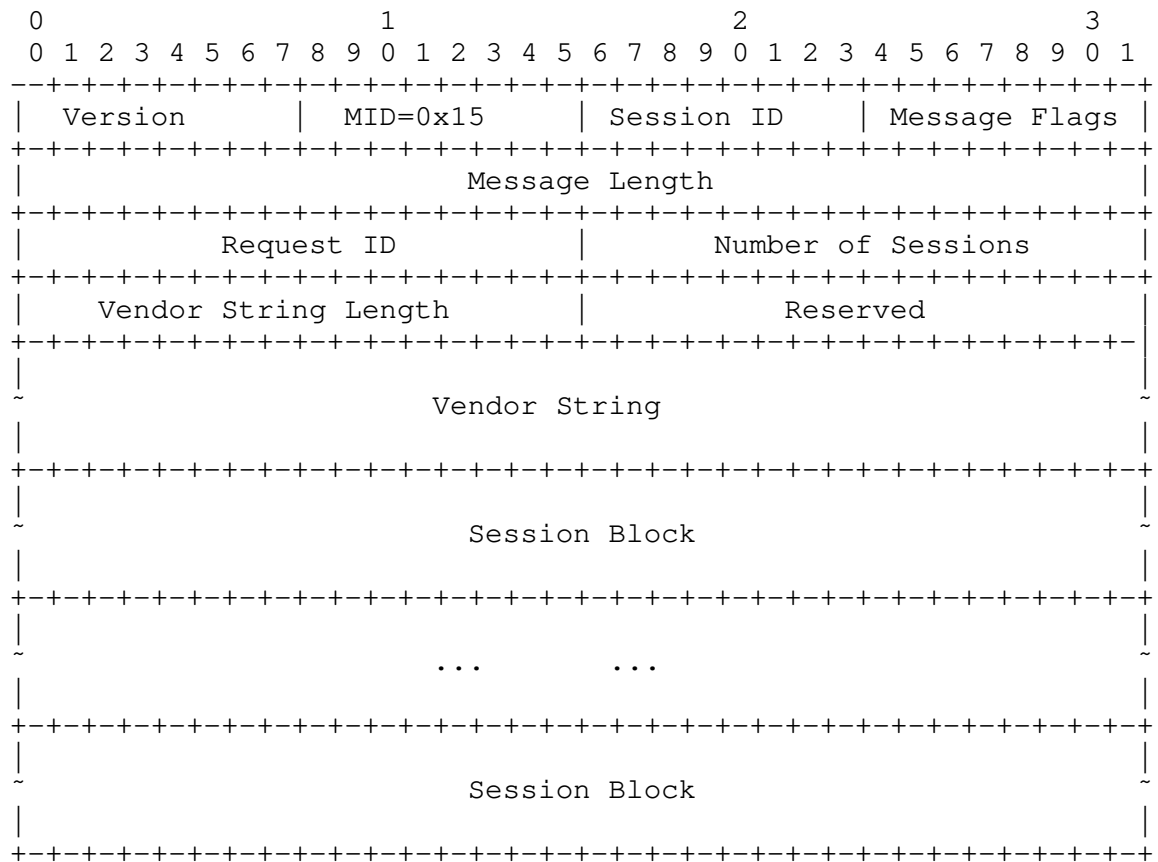 0                   1                   2                   3
 0 1 2 3 4 5 6 7 8 9 0 1 2 3 4 5 6 7 8 9 0 1 2 3 4 5 6 7 8 9 0 1
--+-+-+-+-+-+-+-+-+-+-+-+-+-+-+-+-+-+-+-+-+-+-+-+-+-+-+-+-+-+-+-+
|  Version      |  MID=0x15     | Session ID    | Message Flags |
+-+-+-+-+-+-+-+-+-+-+-+-+-+-+-+-+-+-+-+-+-+-+-+-+-+-+-+-+-+-+-+-+
|                         Message Length                        |
+-+-+-+-+-+-+-+-+-+-+-+-+-+-+-+-+-+-+-+-+-+-+-+-+-+-+-+-+-+-+-+-+
|           Request ID          |       Number of Sessions      |
+-+-+-+-+-+-+-+-+-+-+-+-+-+-+-+-+-+-+-+-+-+-+-+-+-+-+-+-+-+-+-+-+
|    Vendor String Length       |           Reserved            |
+-+-+-+-+-+-+-+-+-+-+-+-+-+-+-+-+-+-+-+-+-+-+-+-+-+-+-+-+-+-+-+-|
|                                                               |
~                       Vendor String                           ~
|                                                               |
+-+-+-+-+-+-+-+-+-+-+-+-+-+-+-+-+-+-+-+-+-+-+-+-+-+-+-+-+-+-+-+-+
|                                                               |
~                         Session Block                         ~
|                                                               |
+-+-+-+-+-+-+-+-+-+-+-+-+-+-+-+-+-+-+-+-+-+-+-+-+-+-+-+-+-+-+-+-+
|                                                               |
~                       ...       ...                           ~
|                                                               |
+-+-+-+-+-+-+-+-+-+-+-+-+-+-+-+-+-+-+-+-+-+-+-+-+-+-+-+-+-+-+-+-+
|                                                               |
~                         Session Block                         ~
|                                                               |
+-+-+-+-+-+-+-+-+-+-+-+-+-+-+-+-+-+-+-+-+-+-+-+-+-+-+-+-+-+-+-+-+